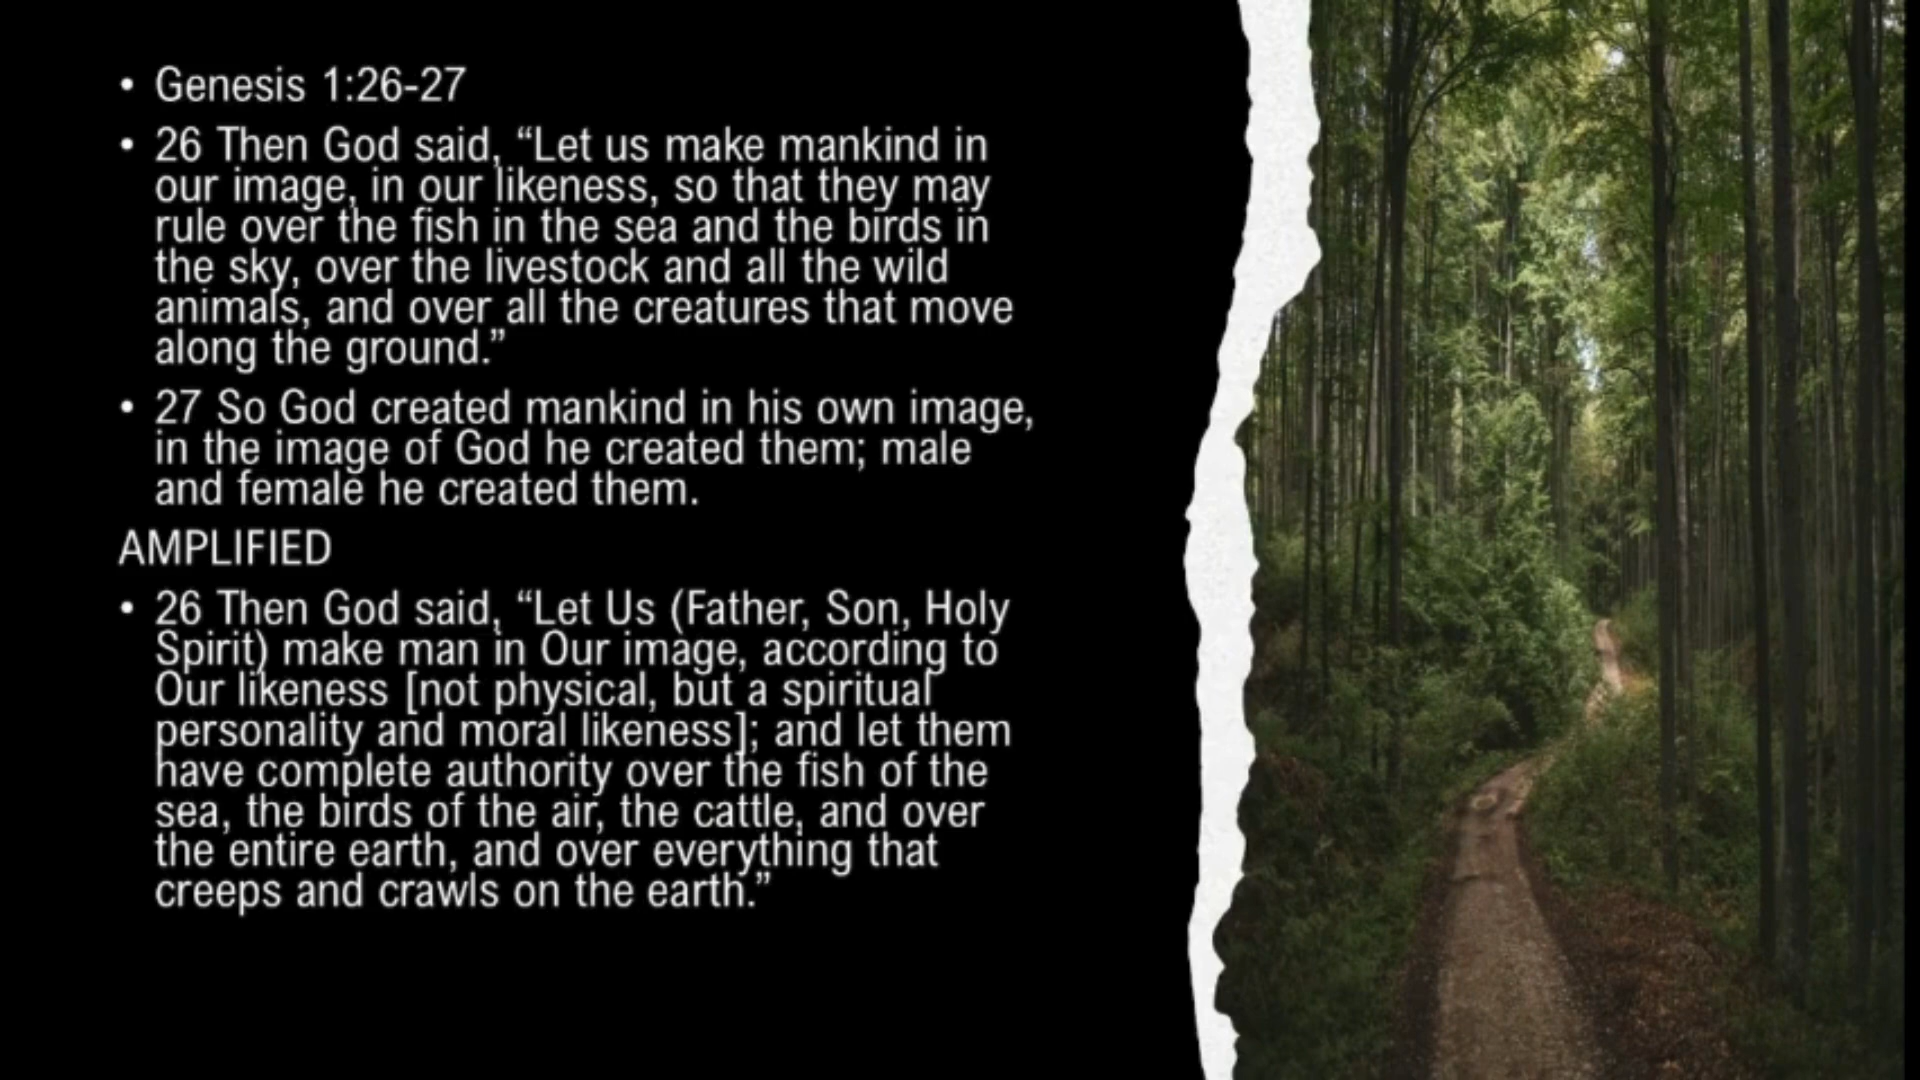 • Genesis 1:26-27
• 26 Then God said, “Let us make mankind in
our image, in our likeness, so that they may
rule over the fish in the sea and the birds in
the sky, over the livestock and all the wild
animals, and over all the creatures that move
along the ground.”
• 27 So God created mankind in his own image,
in the image of God he created them; male
and female he created them.
AMPLIFIED
• 26 Then God said, “Let Us (Father, Son, Holy
Spirit) make man in Our image, according to
Our likeness [not physical, but a spiritual
personality and moral likeness]; and let them
have complete authority over the fish of the
sea, the birds of the air, the cattle, and over
the entire earth, and over everything that
creeps and crawls on the earth.”